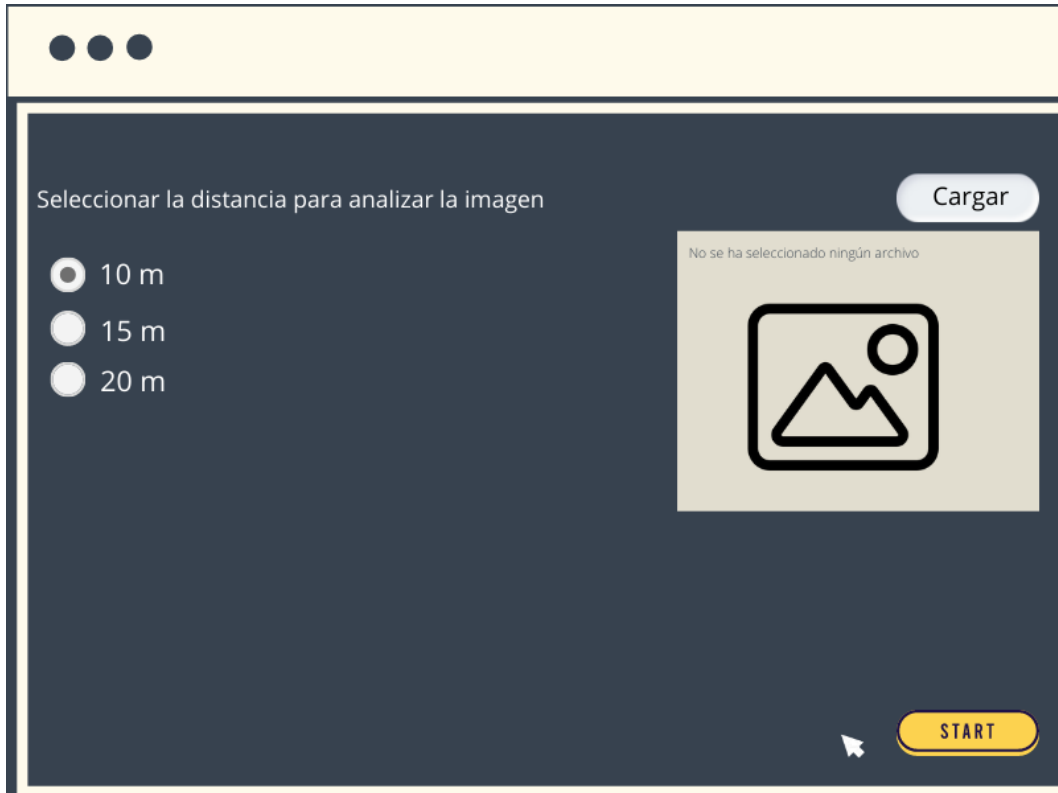 Seleccionar la distancia para analizar la imagen
Cargar
No se ha seleccionado ningún archivo
10 m
15 m
20 m
START